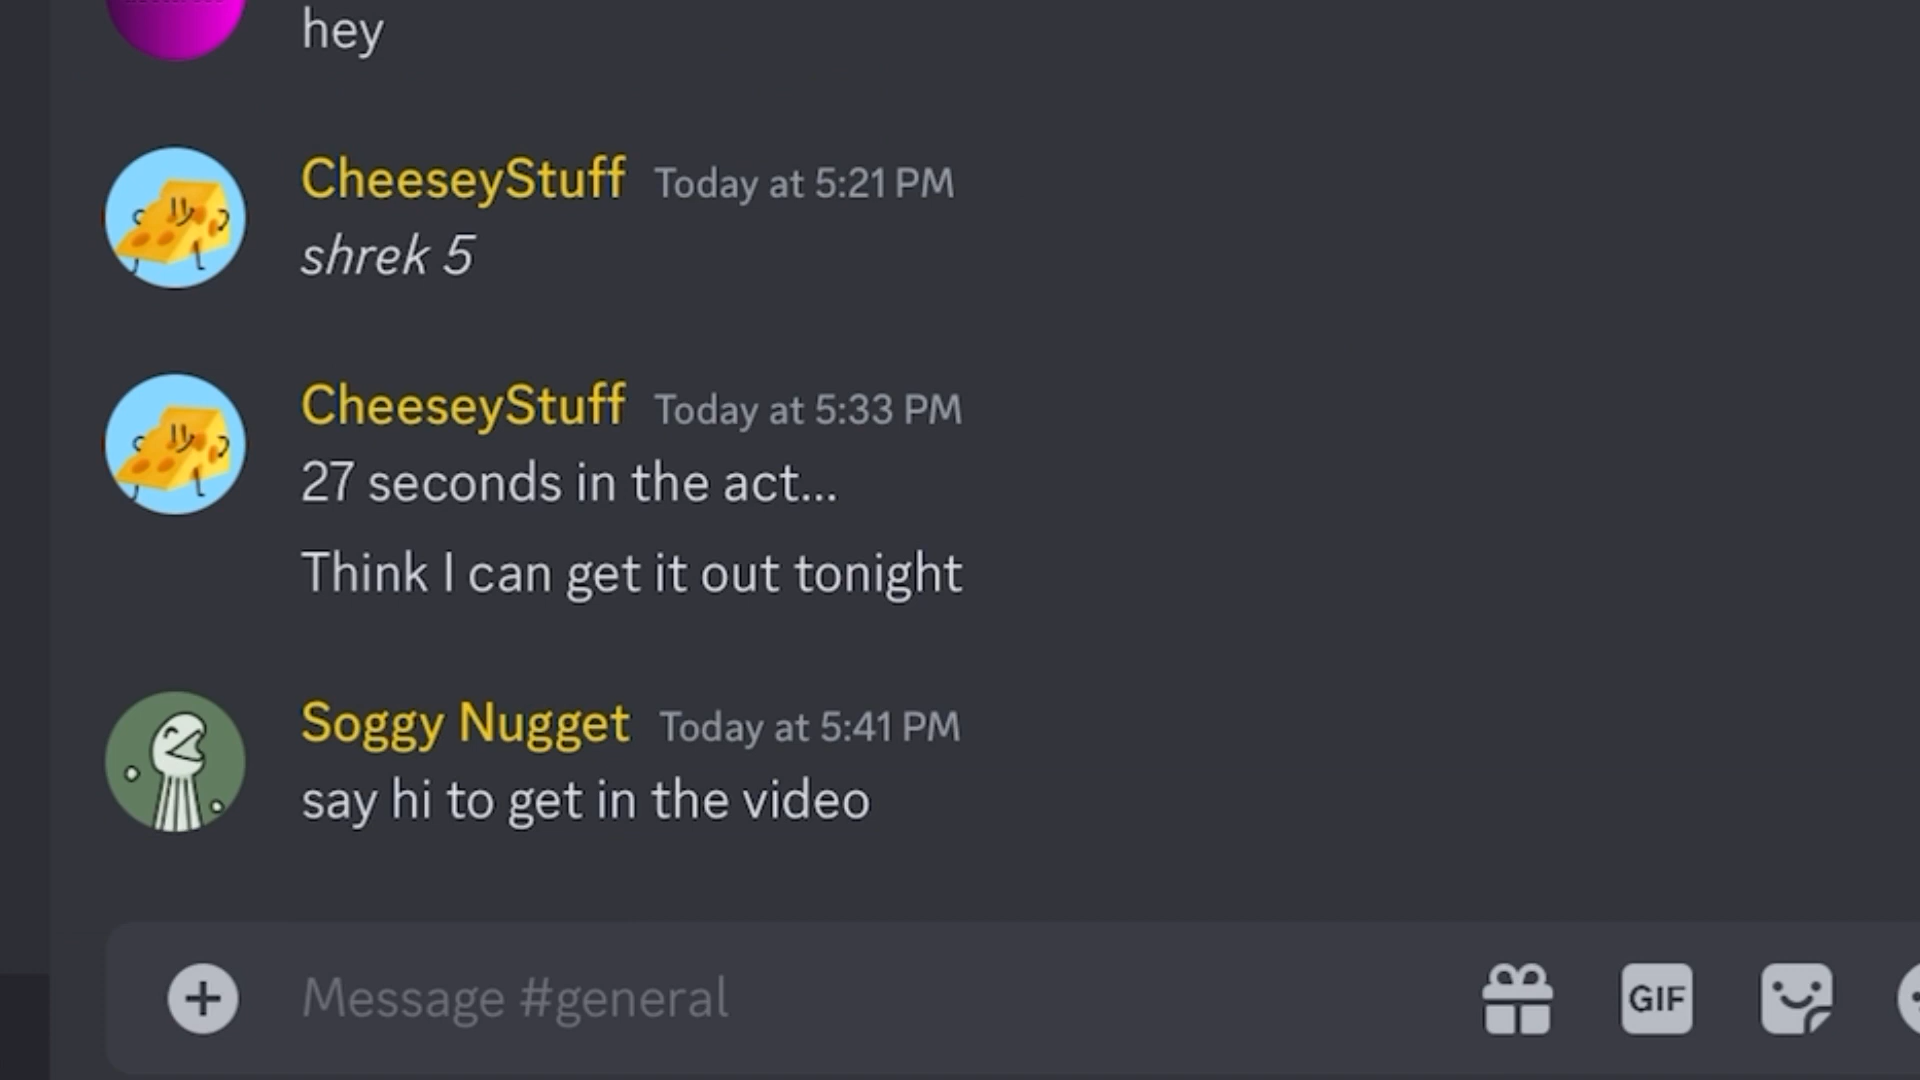 hey
CheeseyStuff Today at 5:21 PM
shrek 5
CheeseyStuff Today at 5:33 PM
27 seconds in the act...
Think I can get it out tonight
Soggy Nugget Today at 5:41 PM
say hi to get in the video
Message #general
GIF